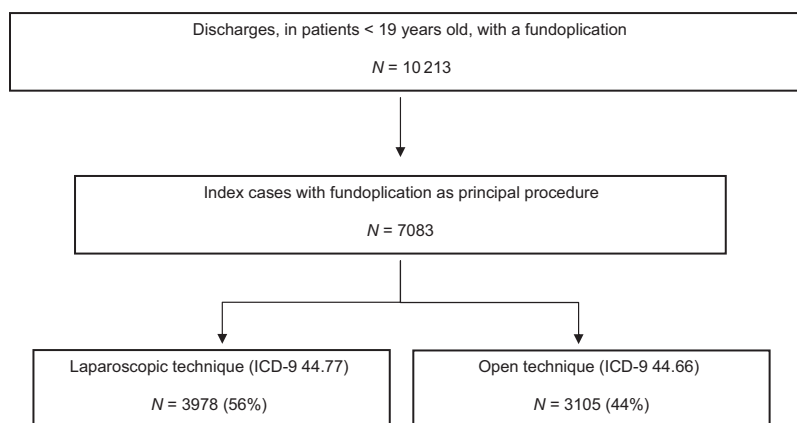 Discharges, in patients < 19 years old, with a fundoplication
N = 10 213
Index cases with fundoplication as principal procedure
N = 7083
Laparoscopic technique (ICD-9 44.77)
N = 3978 (56%)
Open technique (ICD-9 44.66)
N = 3105 (44%)